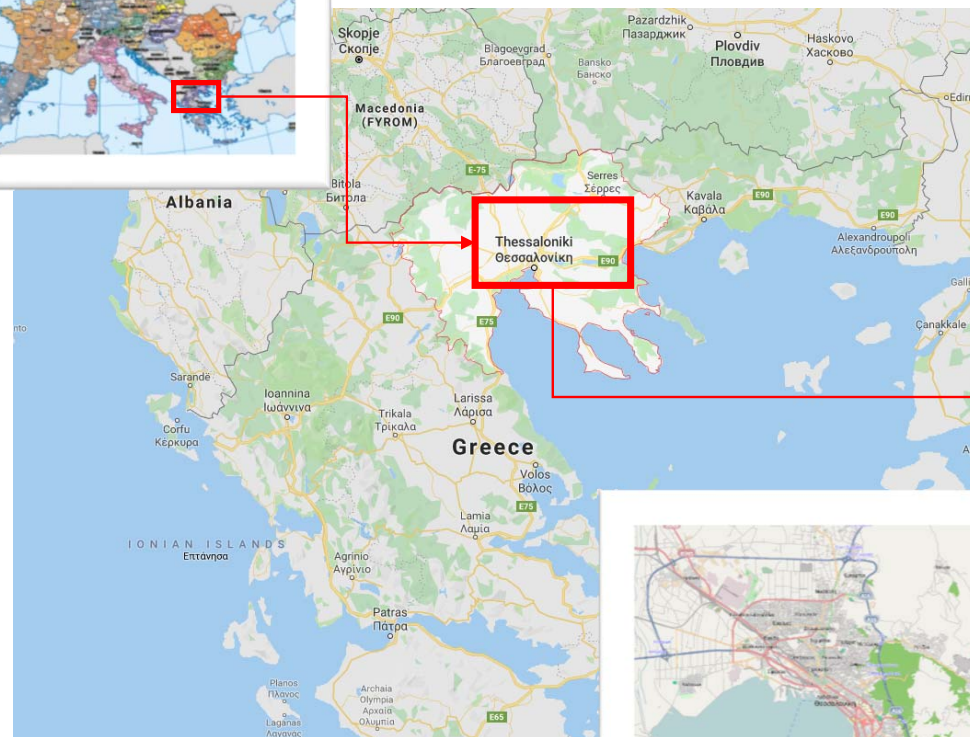 Skopje
Скопје
Blagoevgrad
Благоевград
Pazardzhik
Пазарджик
Plovdiv
Пловдив
Haskovo
Хасково
Bansko
Банско
Macedonia
(FYROM)
E-75
Bitola
Битола
Albania
Serres
Σέρρες
Kavala
Καβάλα
E90
E90
Alexandroupoli
Αλεξανδρούπολη
Thessaloniki
Θεσσαλονίκη
E90
E90
E75
Çanakkale
Sarandë
Ioannina
Ιωάννινα
Corfu
Κέρκυρα
Trikala
Τρίκαλα
Larissa
Λάρισα
Greece
Volos
Βόλος
E75
Lamia
Λαμία
IONIAN ISLANDS
Επτάνησα
Agrinio
Αγρίνιο
Patras
Πάτρα
Planos
Πλάνος
Laganas
Λαγανάς
Archaia
Olympia
Αρχαία
Ολυμπία
E65